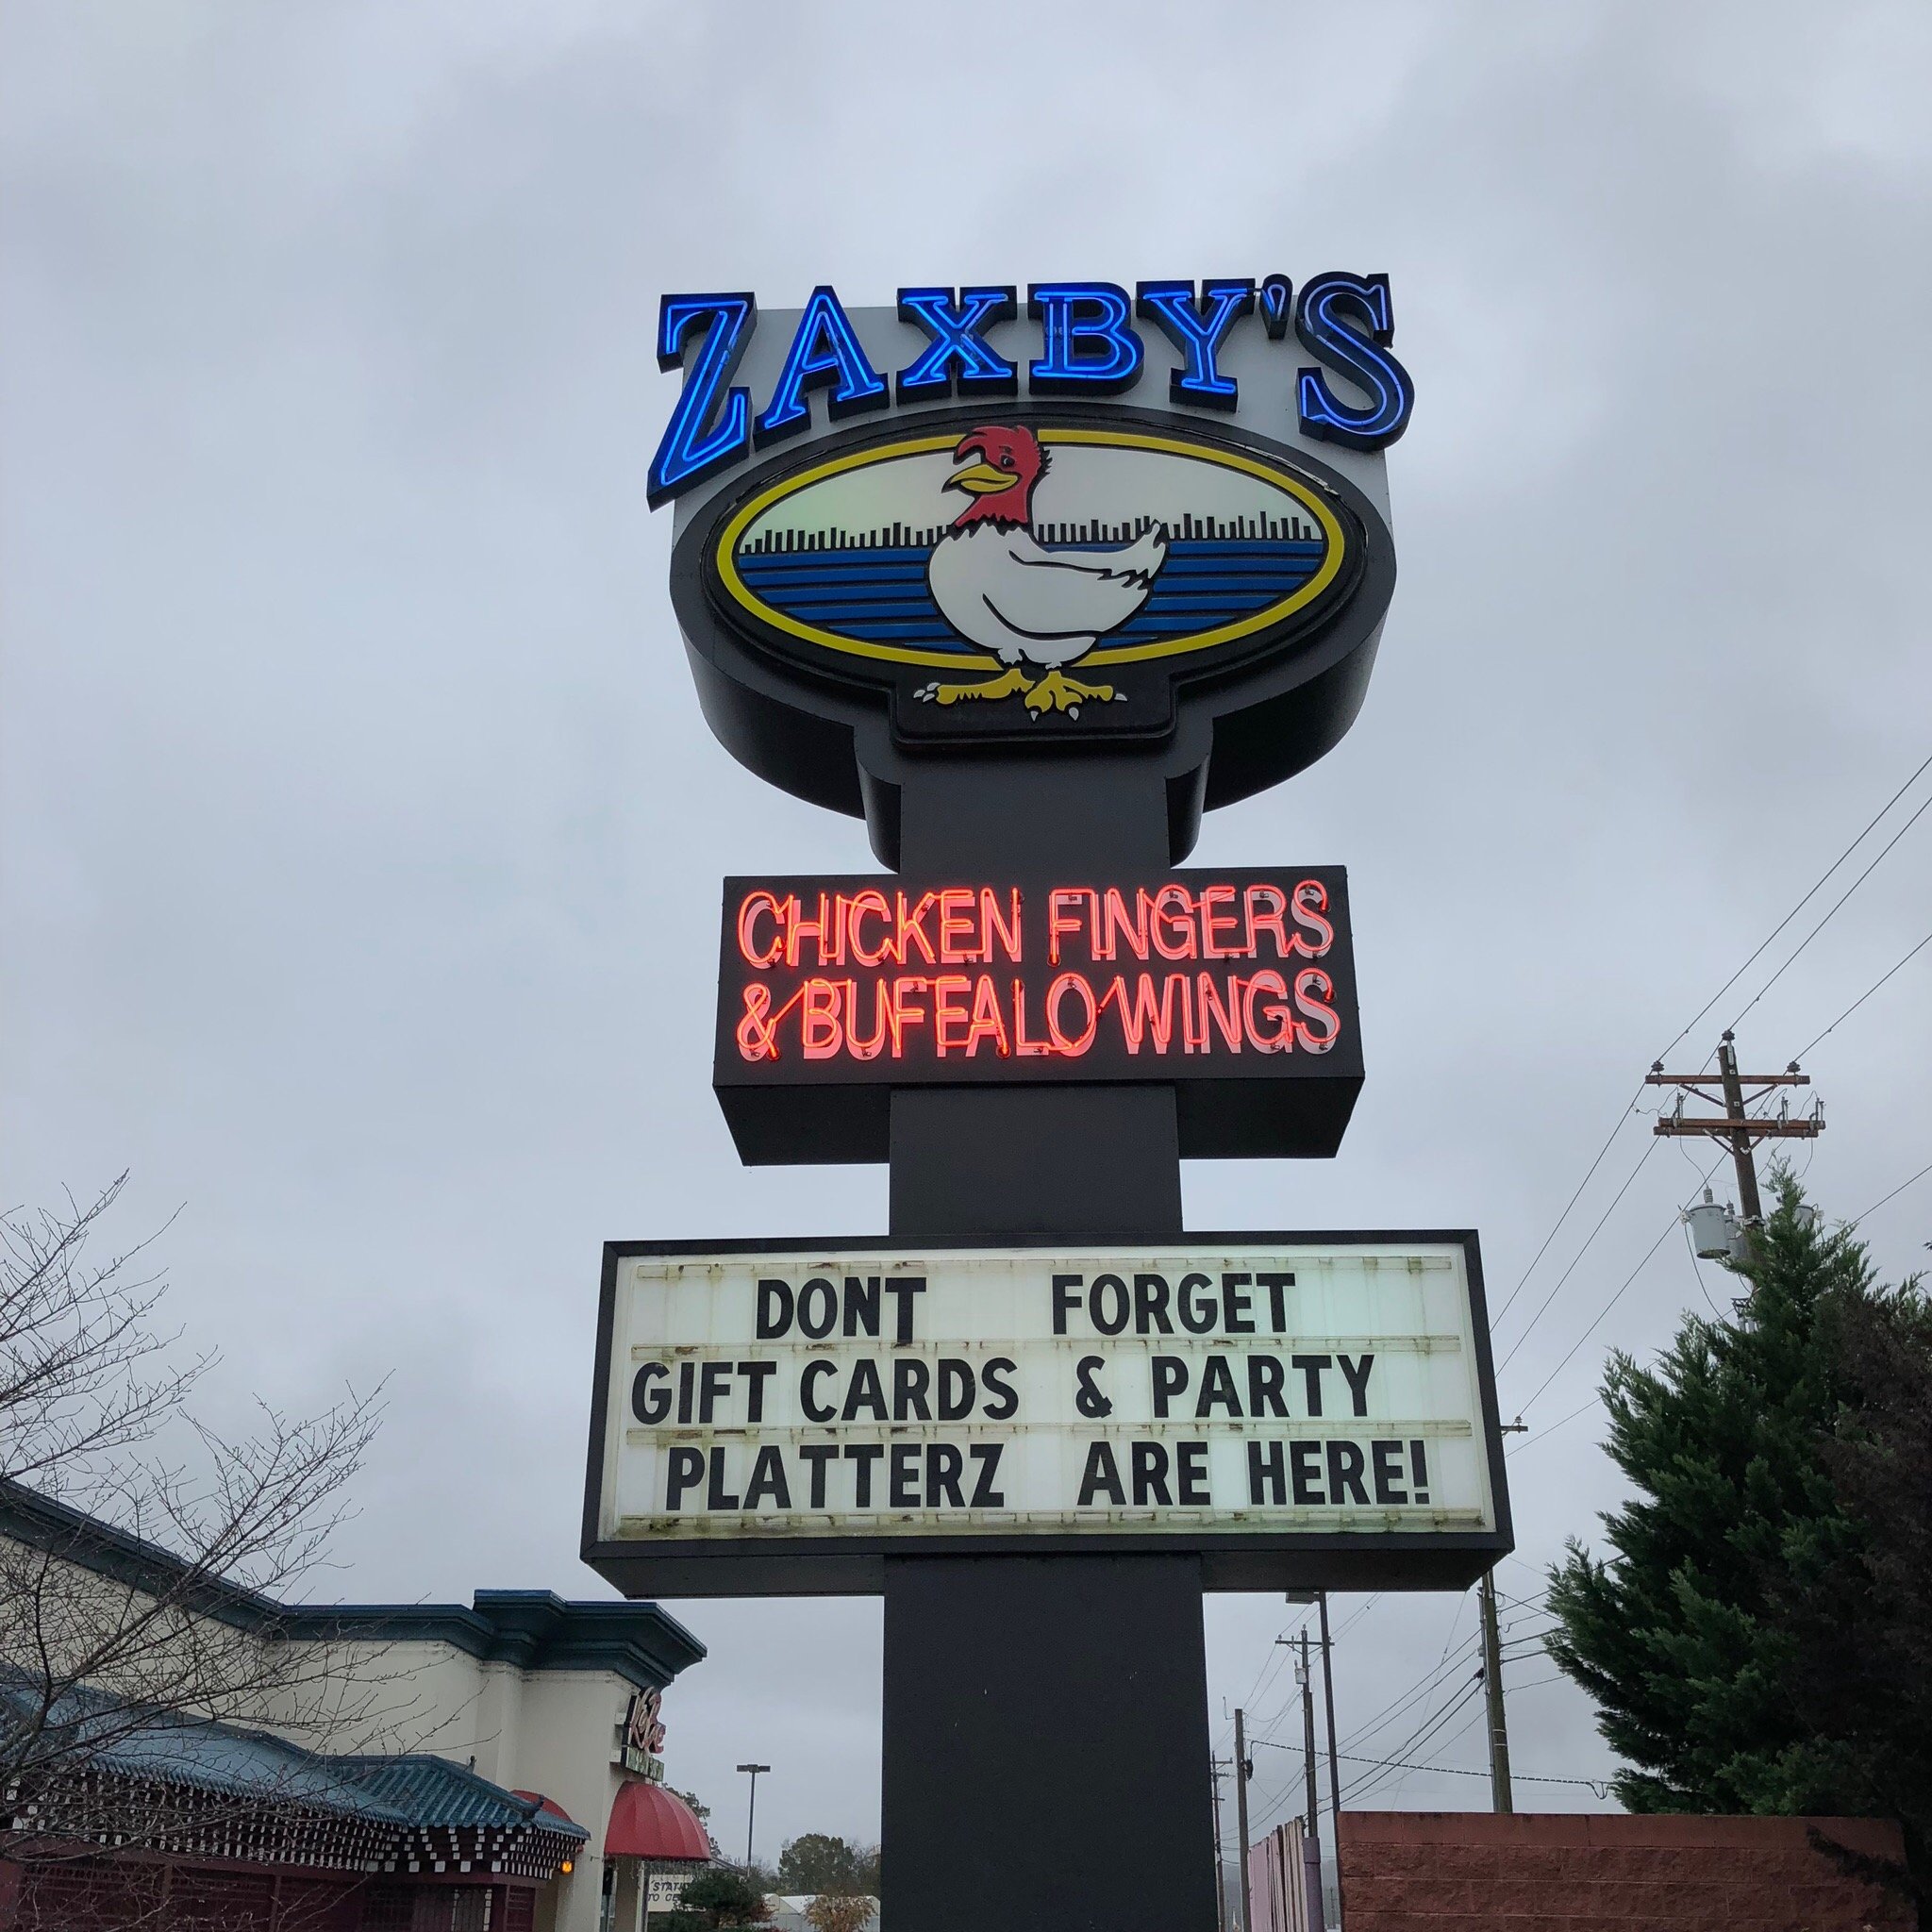 ZAXBY'S
CHICKEN FINGERS
& BUFFALO WINGS
DONT FORGET
GIFT CARDS & PARTY
PLATTERZ ARE HERE!